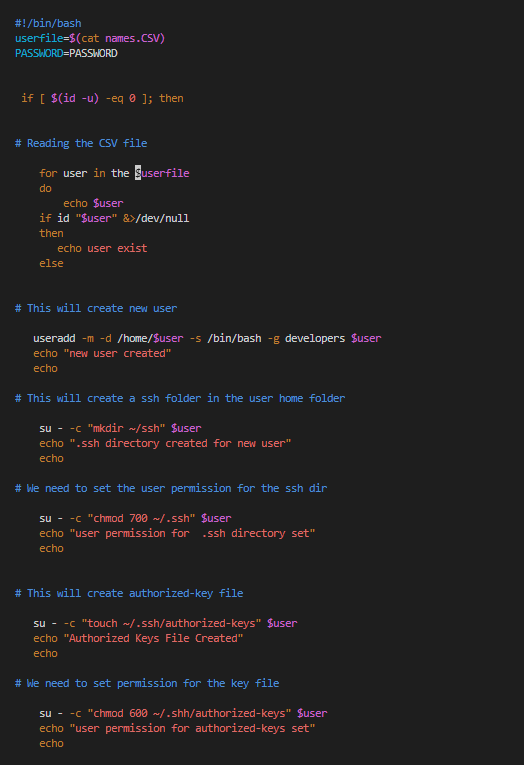 #!/bin/bash
userfile=$(cat names.CSV)
PASSWORD=PASSWORD
if [ $(id -u) -eq 0 ]; then
# Reading the CSV file
for user in the $userfile
do
echo $user
if id "$user" &>/dev/null
then
echo user exist
else
# This will create new user
useradd -m -d /home/$user -s /bin/bash -g developers $user
echo "new user created"
echo
# This will create a ssh folder in the user home folder
su - -c "mkdir ~/ssh" $user
echo ".ssh directory created for new user"
echo
# We need to set the user permission for the ssh dir
su - -c "chmod 700 ~/.ssh" $user
echo "user permission for  .ssh directory set"
echo
# This will create authorized-key file
su - -c "touch ~/.ssh/authorized-keys" $user
echo "Authorized Keys File Created"
echo
# We need to set permission for the key file
su - -c "chmod 600 ~/.shh/authorized-keys" $user
echo "user permission for authorized-keys set"
echo